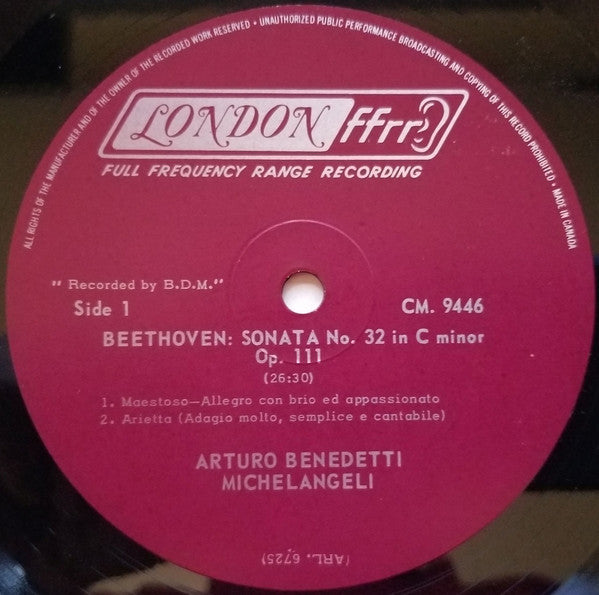 ALL RIGHTS OF THE MANUFACTURER AND OF THE OWNER OF THE RECORDED WORK RESERVED • UNAUTHORIZED PUBLIC PERFORMANCE BROADCASTING AND COPYING OF THIS RECORD PROHIBITED • MADE IN CANADA
LONDON ffrr
FULL FREQUENCY RANGE RECORDING
"Recorded by B.D.M."
Side 1 CM. 9446
BEETHOVEN: SONATA No. 32 in C minor
Op. 111
(26:30)
1. Maestoso—Allegro con brio ed appassionato
2. Arietta (Adagio molto, semplice e cantabile)
ARTURO BENEDETTI
MICHELANGELI
(ARL. 6725)